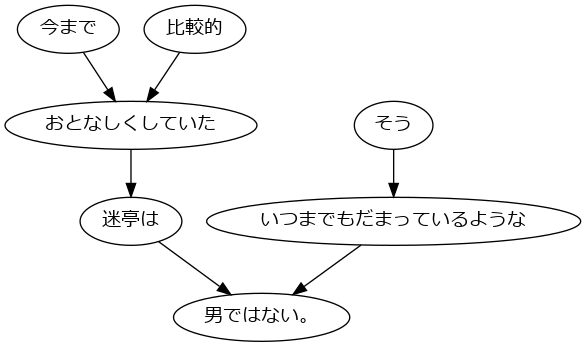 今まで
比較的
おとなしくしていた
そう
迷亭は
いつまでもだまっているような
男ではない。